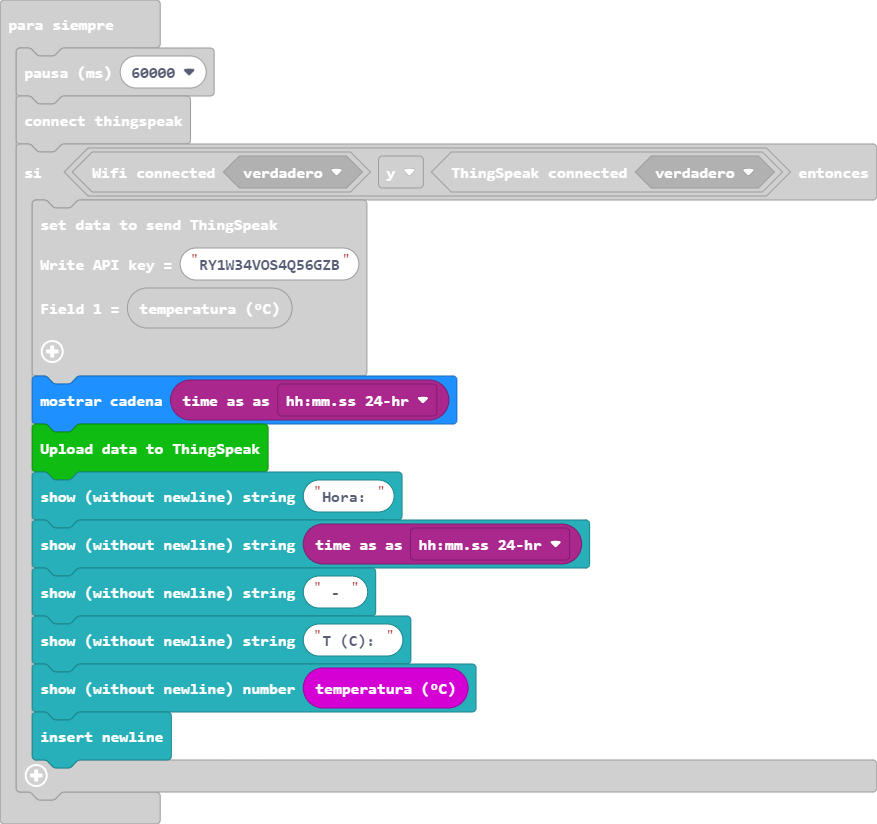 para siempre
pausa (ms) 60000
connect thingspeak
si Wifi connected verdadero y ThingSpeak connected verdadero entonces
set data to send ThingSpeak
Write API key = "RY1W34VOS4Q56GZB"
Field 1 = temperatura (ºC)
mostrar cadena time as as hh:mm.ss 24-hr
Upload data to ThingSpeak
show (without newline) string "Hora: "
show (without newline) string time as as hh:mm.ss 24-hr
show (without newline) string " - "
show (without newline) string "T (C): "
show (without newline) number temperatura (ºC)
insert newline